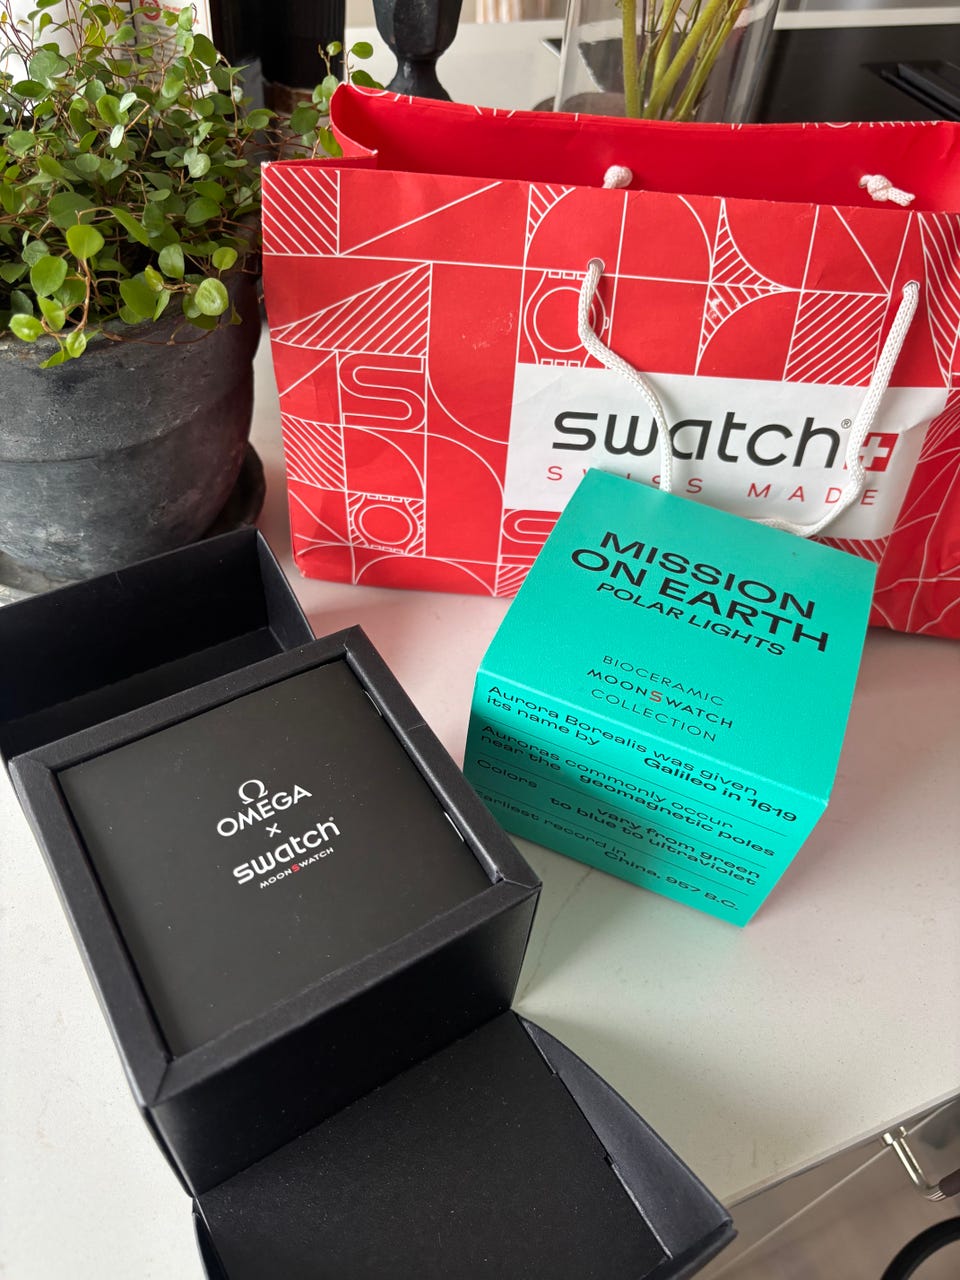 swatch®
SWISS MADE
MISSION
ON EARTH
POLAR LIGHTS
BIOCERAMIC
MOONSWATCH
COLLECTION
Aurora Borealis was given
its name by Galileo in 1619
Auroras commonly occur
near the geomagnetic poles
Colors vary from green
to blue to ultraviolet
Earliest record in
China, 957 B.C.
Ω
OMEGA
×
swatch®
MOONSWATCH